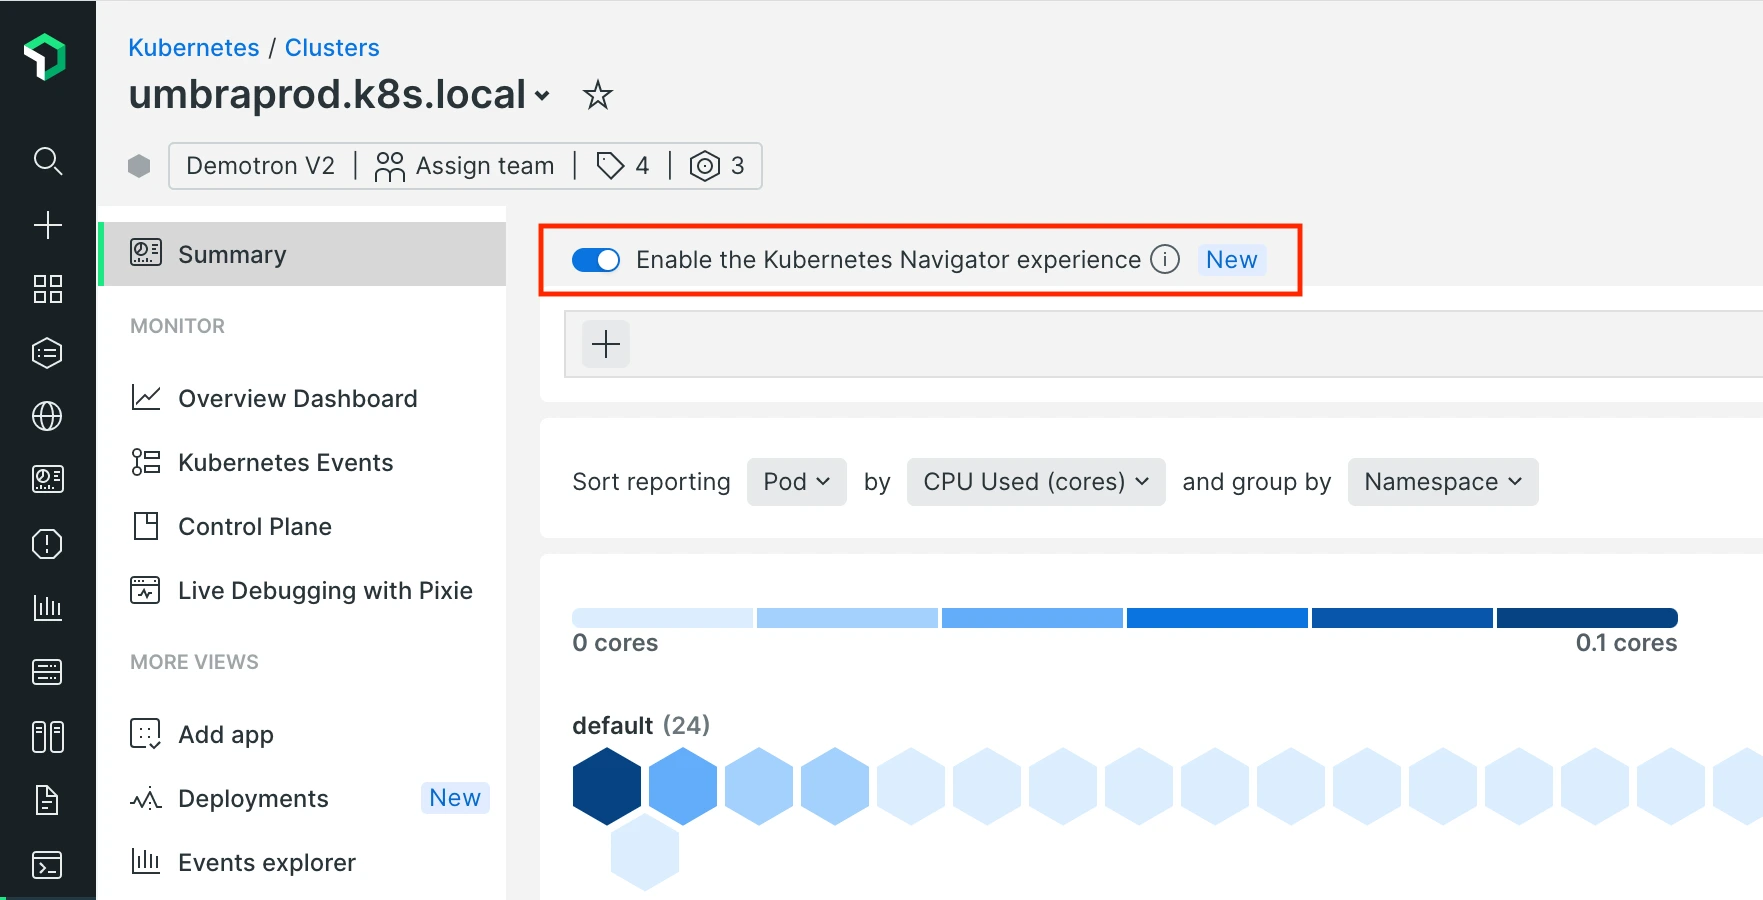 Kubernetes / Clusters
umbraprod.k8s.local
Demotron V2 | Assign team | 4 | 3
Summary
Enable the Kubernetes Navigator experience New
MONITOR
Overview Dashboard
Kubernetes Events
Control Plane
Live Debugging with Pixie
MORE VIEWS
Add app
Deployments New
Events explorer
Sort reporting Pod by CPU Used (cores) and group by Namespace
0 cores 0.1 cores
default (24)